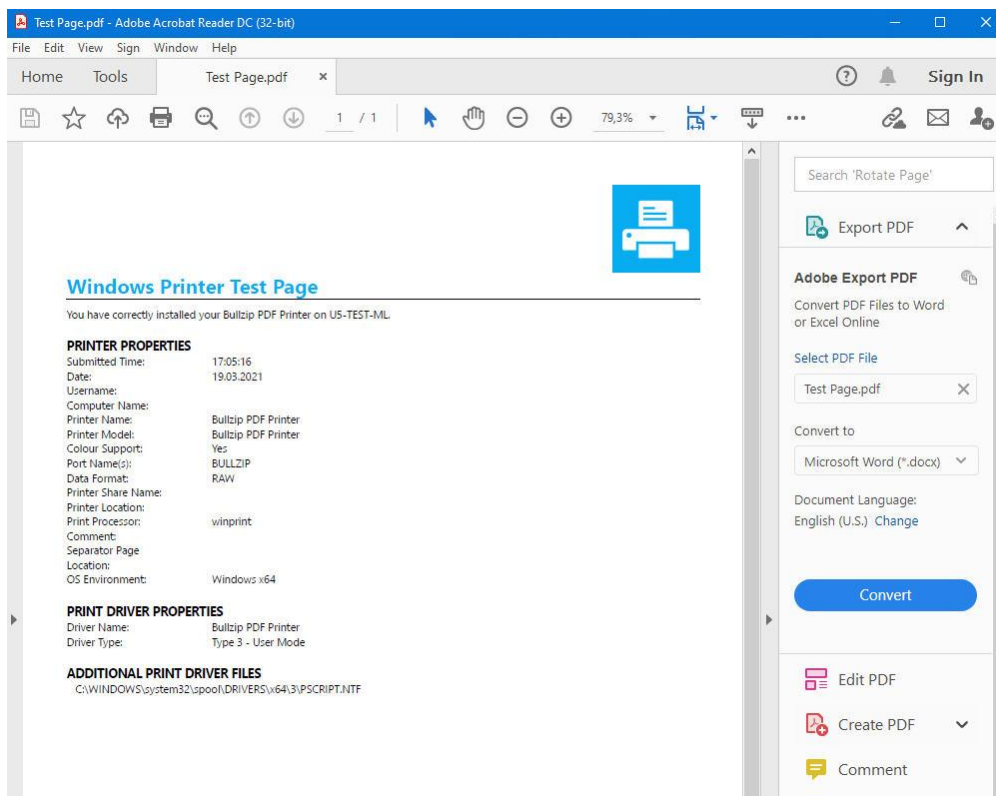 Test Page.pdf - Adobe Acrobat Reader DC (32-bit)
File Edit View Sign Window Help
Home Tools Test Page.pdf × Sign In
1 / 1 79,3%
Search 'Rotate Page'
Export PDF
Adobe Export PDF
Convert PDF Files to Word
or Excel Online
Select PDF File
Test Page.pdf
Convert to
Microsoft Word (*.docx)
Document Language:
English (U.S.) Change
Convert
Edit PDF
Create PDF
Comment
Windows Printer Test Page
You have correctly installed your Bullzip PDF Printer on U5-TEST-ML.
PRINTER PROPERTIES
Submitted Time: 17:05:16
Date: 19.03.2021
Username:
Computer Name:
Printer Name: Bullzip PDF Printer
Printer Model: Bullzip PDF Printer
Colour Support: Yes
Port Name(s): BULLZIP
Data Format: RAW
Printer Share Name:
Printer Location:
Print Processor: winprint
Comment:
Separator Page
Location:
OS Environment: Windows x64
PRINT DRIVER PROPERTIES
Driver Name: Bullzip PDF Printer
Driver Type: Type 3 - User Mode
ADDITIONAL PRINT DRIVER FILES
C:\WINDOWS\system32\spool\DRIVERS\x64\3\PSCRIPT.NTF